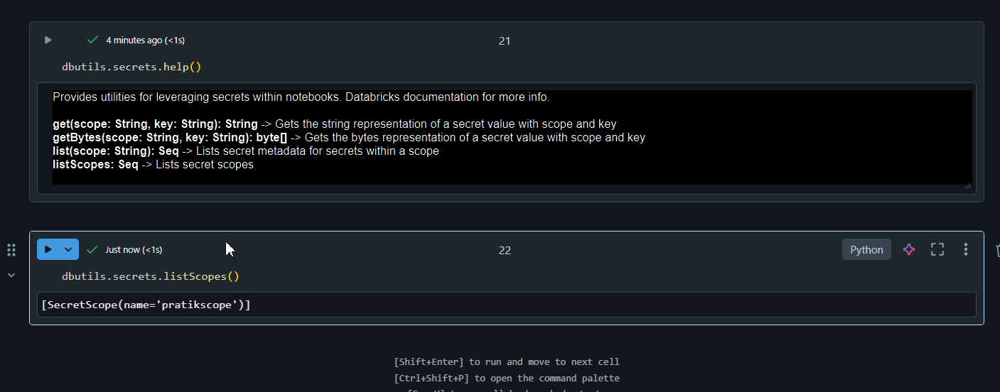 4 minutes ago (<1s)
21
dbutils.secrets.help()
Provides utilities for leveraging secrets within notebooks. Databricks documentation for more info.
get(scope: String, key: String): String -> Gets the string representation of a secret value with scope and key
getBytes(scope: String, key: String): byte[] -> Gets the bytes representation of a secret value with scope and key
list(scope: String): Seq -> Lists secret metadata for secrets within a scope
listScopes: Seq -> Lists secret scopes
Just now (<1s)
22
Python
dbutils.secrets.listScopes()
[SecretScope(name='pratikscope')]
[Shift+Enter] to run and move to next cell
[Ctrl+Shift+P] to open the command palette